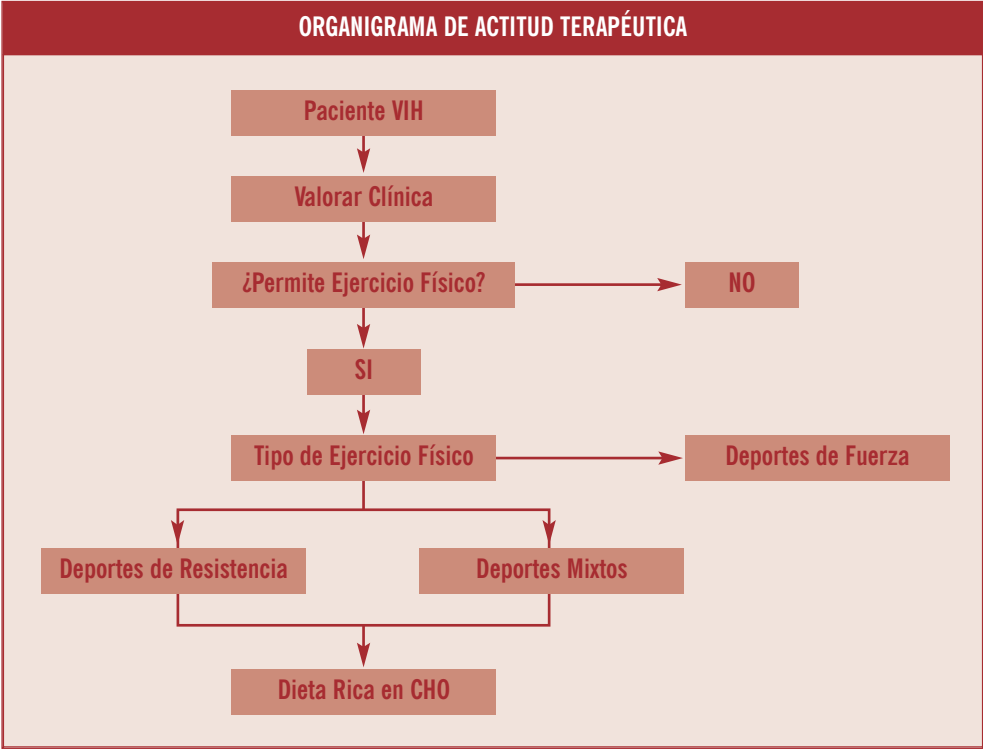 ORGANIGRAMA DE ACTITUD TERAPÉUTICA
Paciente VIH
Valorar Clínica
¿Permite Ejercicio Físico?
NO
SI
Tipo de Ejercicio Físico
Deportes de Fuerza
Deportes de Resistencia
Deportes Mixtos
Dieta Rica en CHO